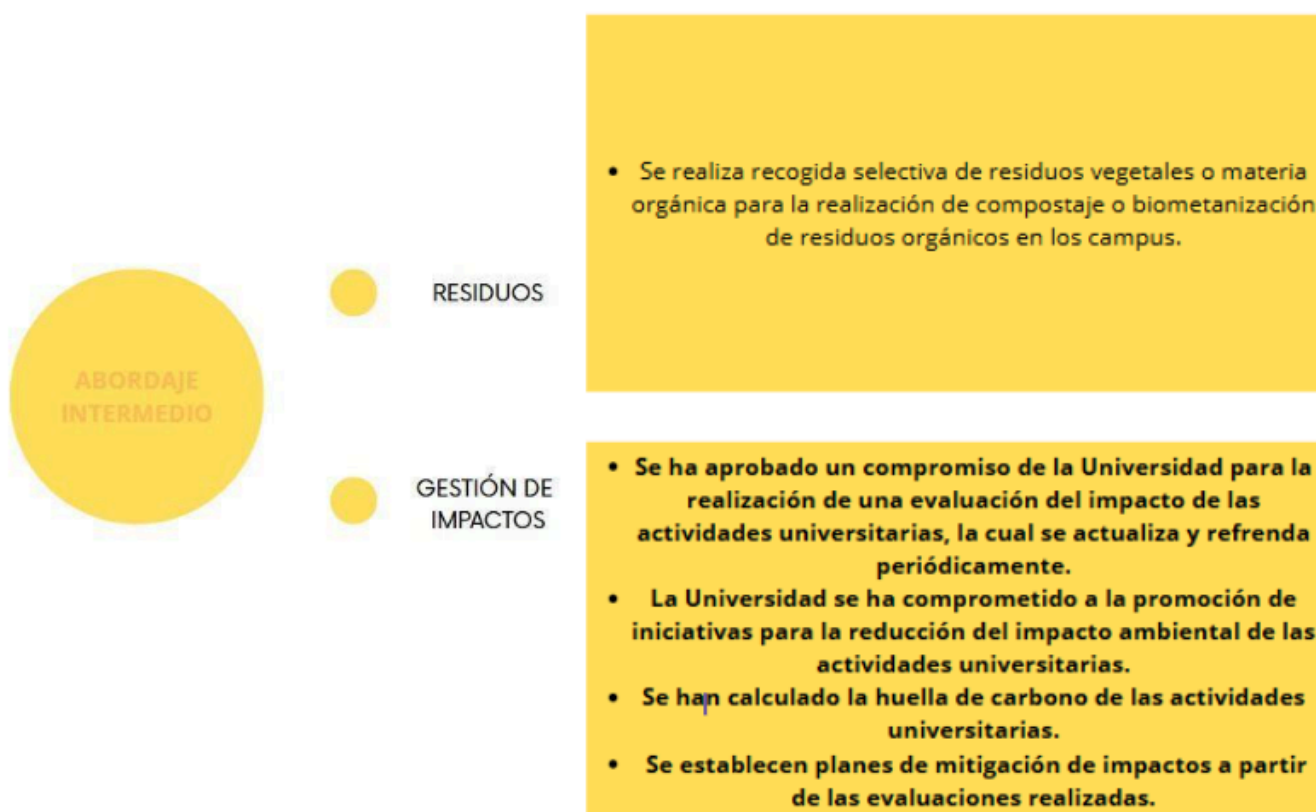 • Se realiza recogida selectiva de residuos vegetales o materia
orgánica para la realización de compostaje o biometanización
de residuos orgánicos en los campus.
RESIDUOS
ABORDAJE
INTERMEDIO
GESTIÓN DE
IMPACTOS
• Se ha aprobado un compromiso de la Universidad para la
realización de una evaluación del impacto de las
actividades universitarias, la cual se actualiza y refrenda
periódicamente.
• La Universidad se ha comprometido a la promoción de
iniciativas para la reducción del impacto ambiental de las
actividades universitarias.
• Se han calculado la huella de carbono de las actividades
universitarias.
• Se establecen planes de mitigación de impactos a partir
de las evaluaciones realizadas.